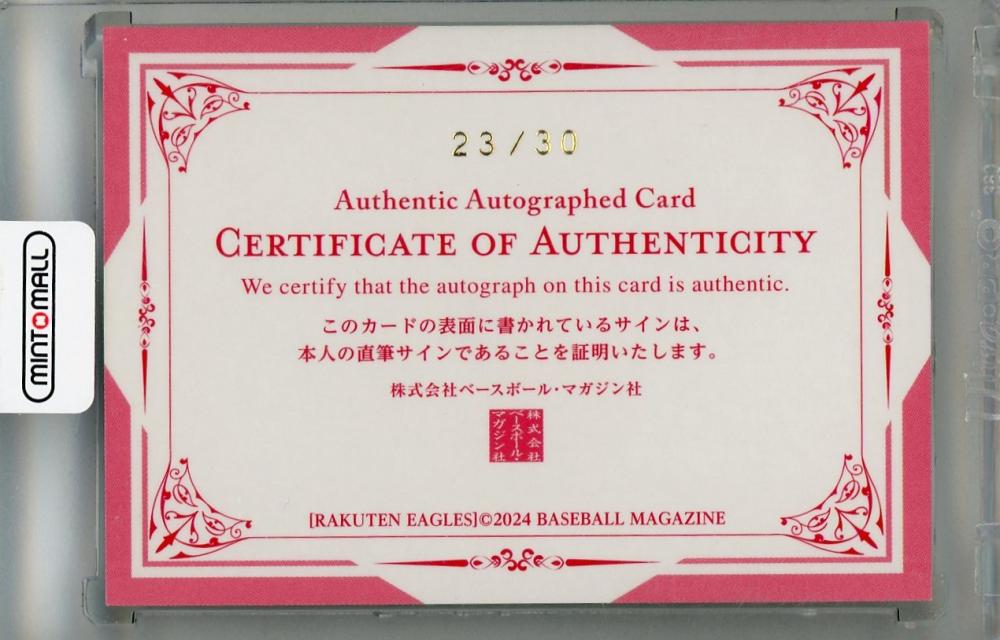 23/30
Authentic Autographed Card
CERTIFICATE OF AUTHENTICITY
We certify that the autograph on this card is authentic.
このカードの表面に書かれているサインは、
本人の直筆サインであることを証明いたします。
株式会社ベースボール・マガジン社
株式会社
ベースボール・
マガジン社
[RAKUTEN EAGLES]©2024 BASEBALL MAGAZINE
MINTOMALL